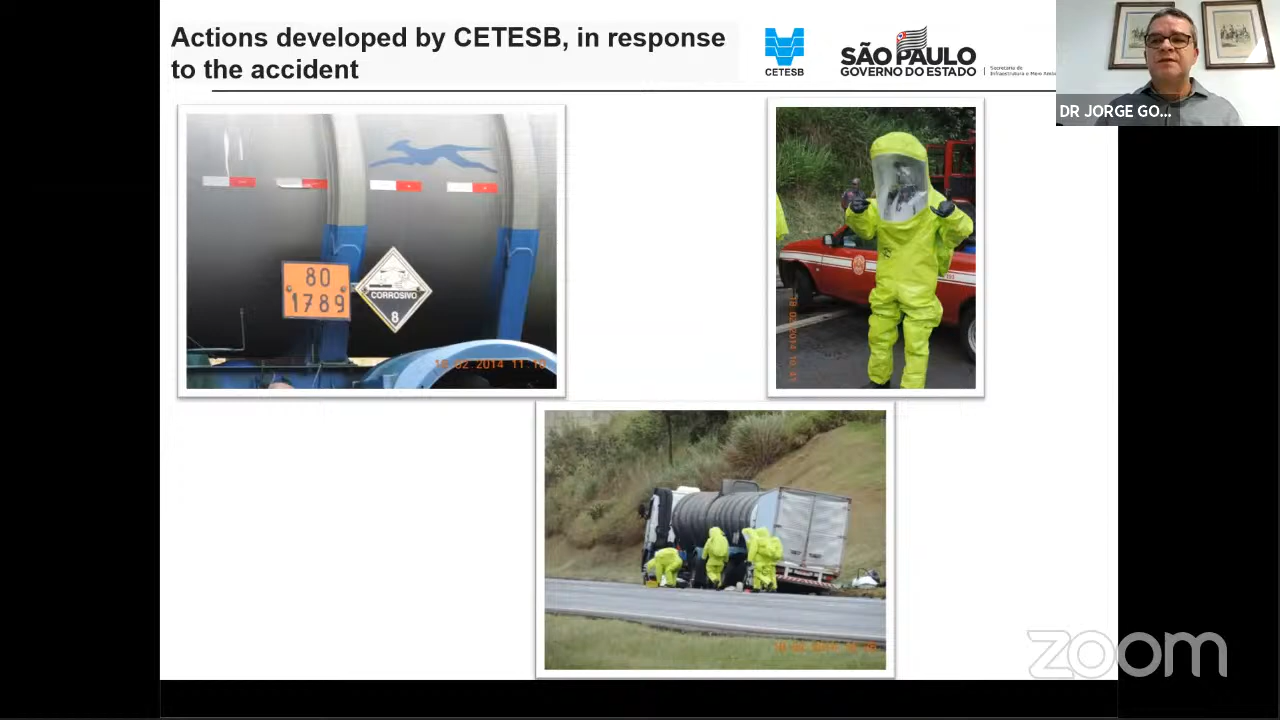 Actions developed by CETESB, in response
to the accident
CETESB
SÃO PAULO
GOVERNO DO ESTADO
Secretaria de
Infraestrutura e Meio
DR JORGE GO...
80
1789
CORROSIVO
8
zoom